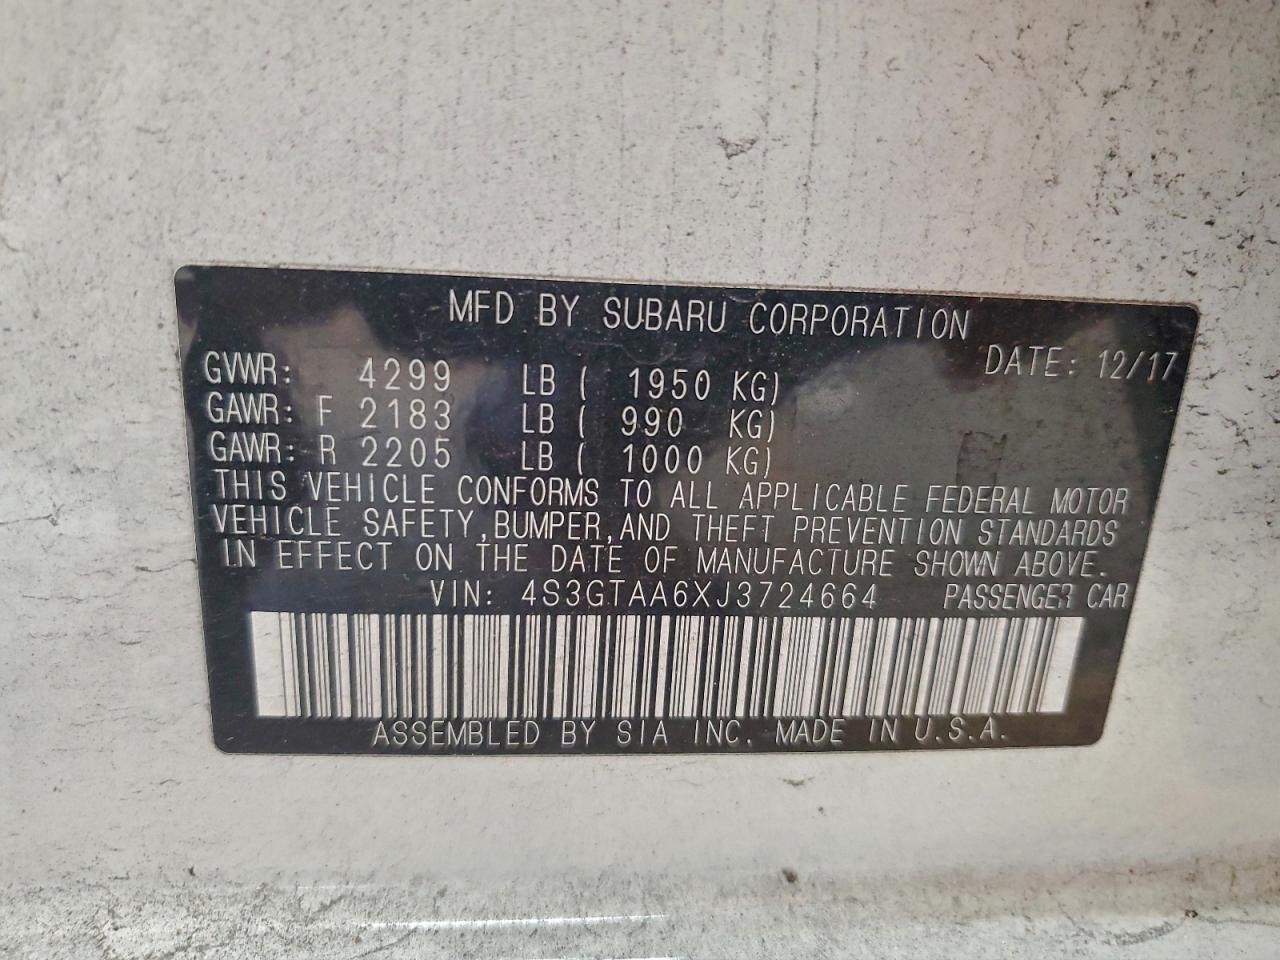 MFD BY SUBARU CORPORATION
DATE: 12/17
GVWR: 4299 LB ( 1950 KG)
GAWR: F 2183 LB ( 990 KG)
GAWR: R 2205 LB ( 1000 KG)
THIS VEHICLE CONFORMS TO ALL APPLICABLE FEDERAL MOTOR
VEHICLE SAFETY, BUMPER, AND THEFT PREVENTION STANDARDS
IN EFFECT ON THE DATE OF MANUFACTURE SHOWN ABOVE.
VIN: 4S3GTAA6XJ3724664 PASSENGER CAR
ASSEMBLED BY SIA INC. MADE IN U.S.A.